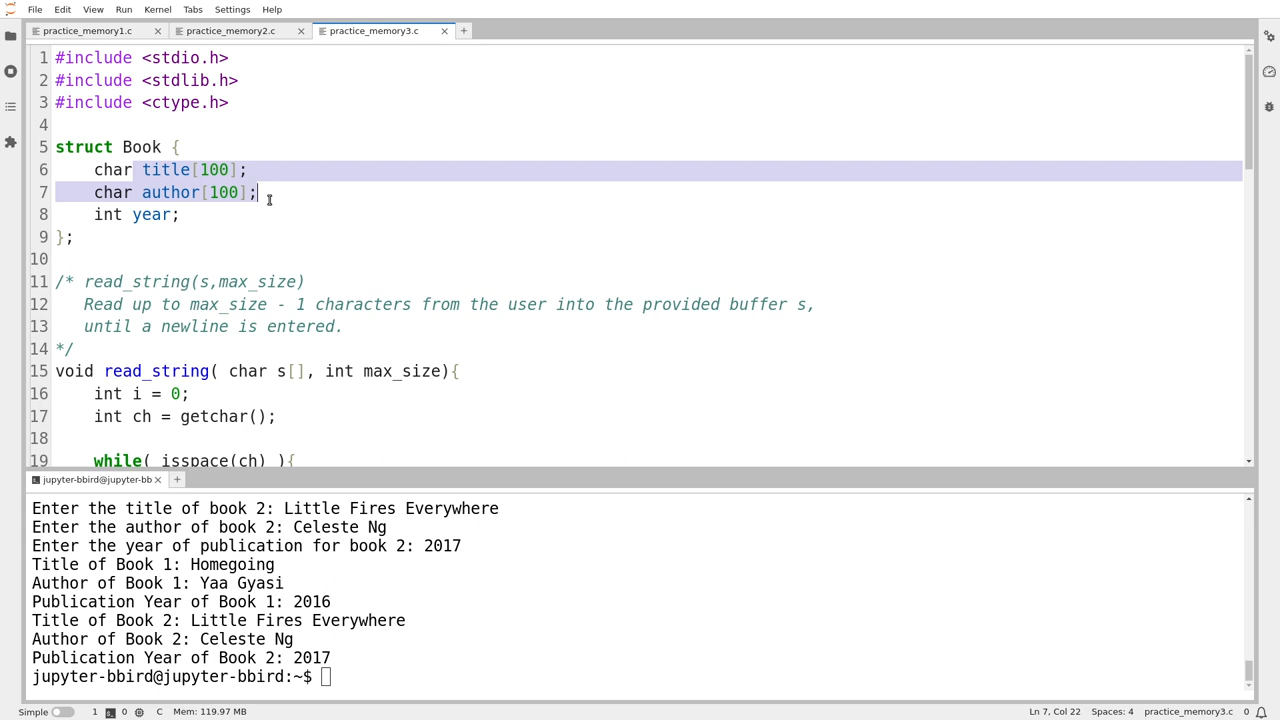 File Edit View Run Kernel Tabs Settings Help
practice_memory1.c practice_memory2.c practice_memory3.c
1 #include <stdio.h>
2 #include <stdlib.h>
3 #include <ctype.h>
4
5 struct Book {
6     char title[100];
7     char author[100];
8     int year;
9 };
10
11 /* read_string(s,max_size)
12    Read up to max_size - 1 characters from the user into the provided buffer s,
13    until a newline is entered.
14 */
15 void read_string( char s[], int max_size){
16     int i = 0;
17     int ch = getchar();
18
19     while( isspace(ch) ){
jupyter-bbird@jupyter-bb
Enter the title of book 2: Little Fires Everywhere
Enter the author of book 2: Celeste Ng
Enter the year of publication for book 2: 2017
Title of Book 1: Homegoing
Author of Book 1: Yaa Gyasi
Publication Year of Book 1: 2016
Title of Book 2: Little Fires Everywhere
Author of Book 2: Celeste Ng
Publication Year of Book 2: 2017
jupyter-bbird@jupyter-bbird:~$
Simple 1 0 C Mem: 119.97 MB Ln 7, Col 22 Spaces: 4 practice_memory3.c 0